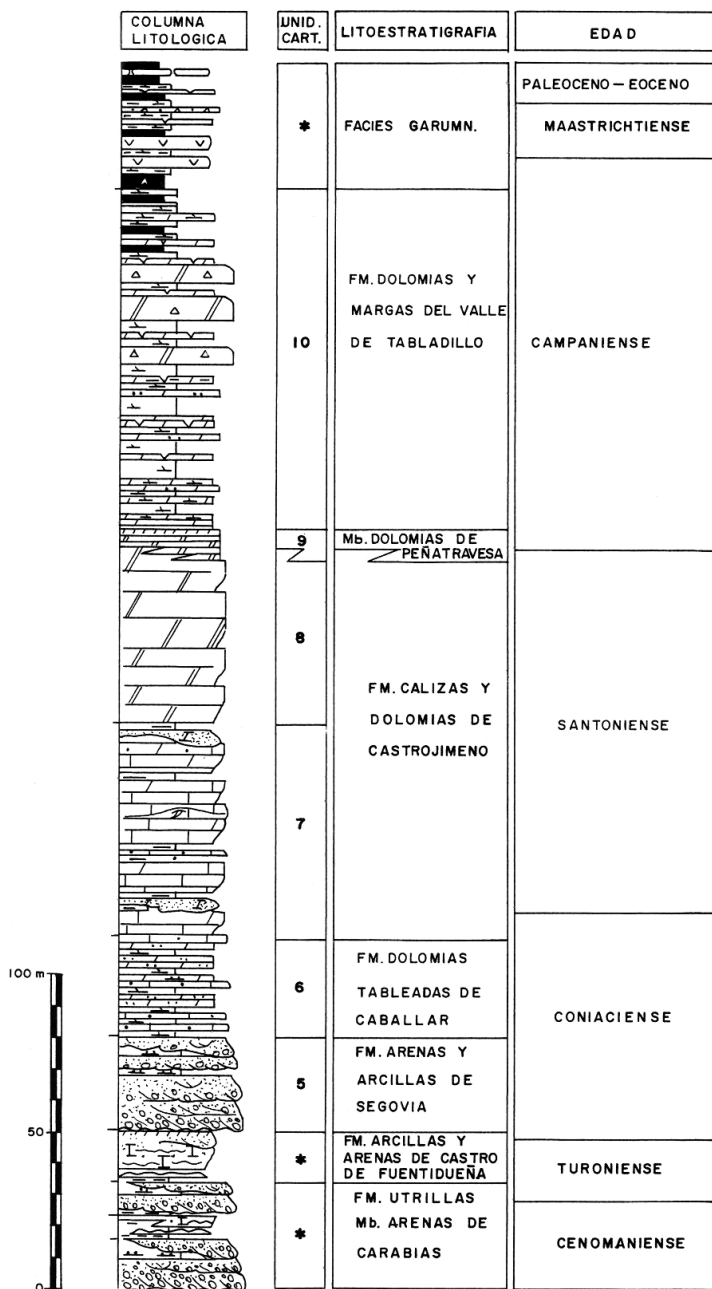 COLUMNA
LITOLOGICA
UNID.
CART.
LITOESTRATIGRAFIA
EDAD
*
FACIES GARUMN.
PALEOCENO-EOCENO
MAASTRICHTIENSE
10
FM. DOLOMIAS Y
MARGAS DEL VALLE
DE TABLADILLO
CAMPANIENSE
9
Mb. DOLOMIAS DE
PEÑATRAVESA
8
7
FM. CALIZAS Y
DOLOMIAS DE
CASTROJIMENO
SANTONIENSE
6
FM. DOLOMIAS
TABLEADAS DE
CABALLAR
CONIACIENSE
5
FM. ARENAS Y
ARCILLAS DE
SEGOVIA
*
FM. ARCILLAS Y
ARENAS DE CASTRO
DE FUENTIDUEÑA
TURONIENSE
*
FM. UTRILLAS
Mb. ARENAS DE
CARABIAS
CENOMANIENSE
100 m
50
0